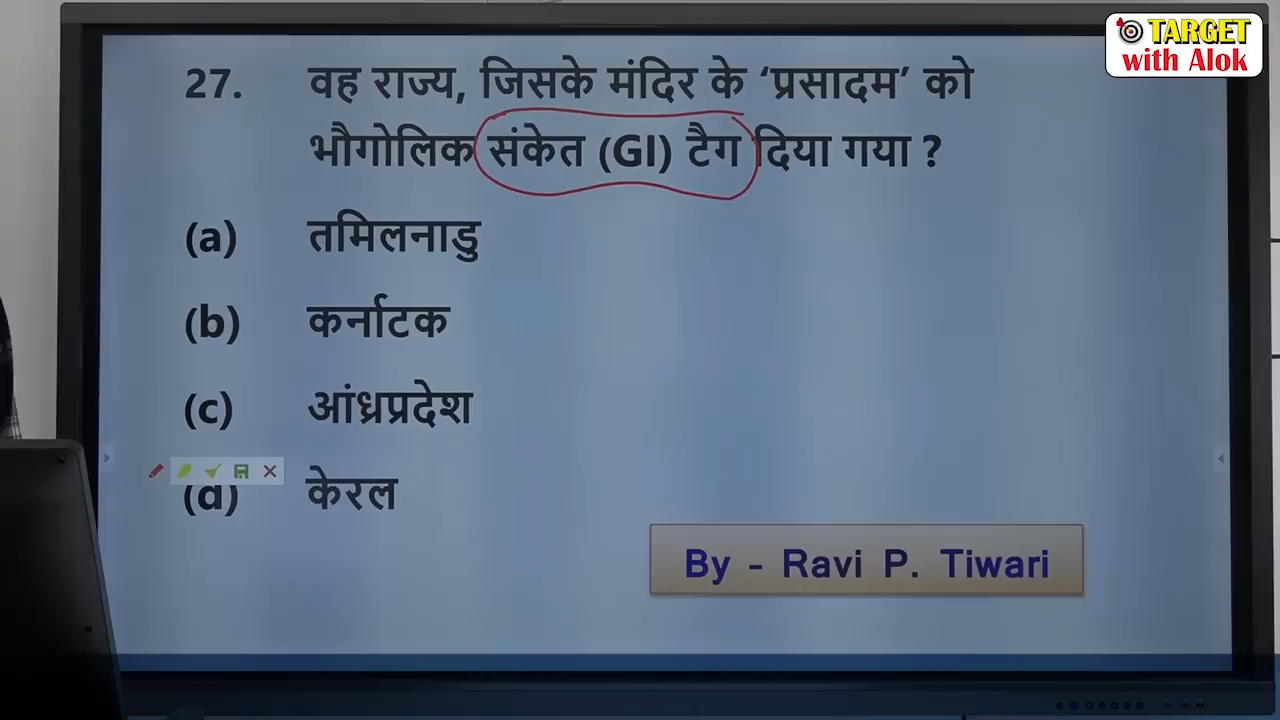 TARGET
with Alok
27. वह राज्य, जिसके मंदिर के ‘प्रसादम’ को
भौगोलिक संकेत (GI) टैग दिया गया ?
(a) तमिलनाडु
(b) कर्नाटक
(c) आंध्रप्रदेश
(d) केरल
By - Ravi P. Tiwari